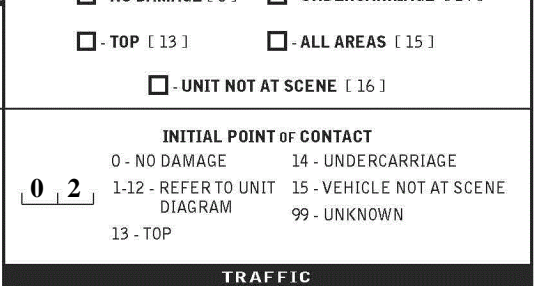 - TOP [ 13 ] - ALL AREAS [ 15 ]
- UNIT NOT AT SCENE [ 16 ]
INITIAL POINT OF CONTACT
0 - NO DAMAGE 14 - UNDERCARRIAGE
0 2 1-12 - REFER TO UNIT 15 - VEHICLE NOT AT SCENE
DIAGRAM 99 - UNKNOWN
13 - TOP
TRAFFIC